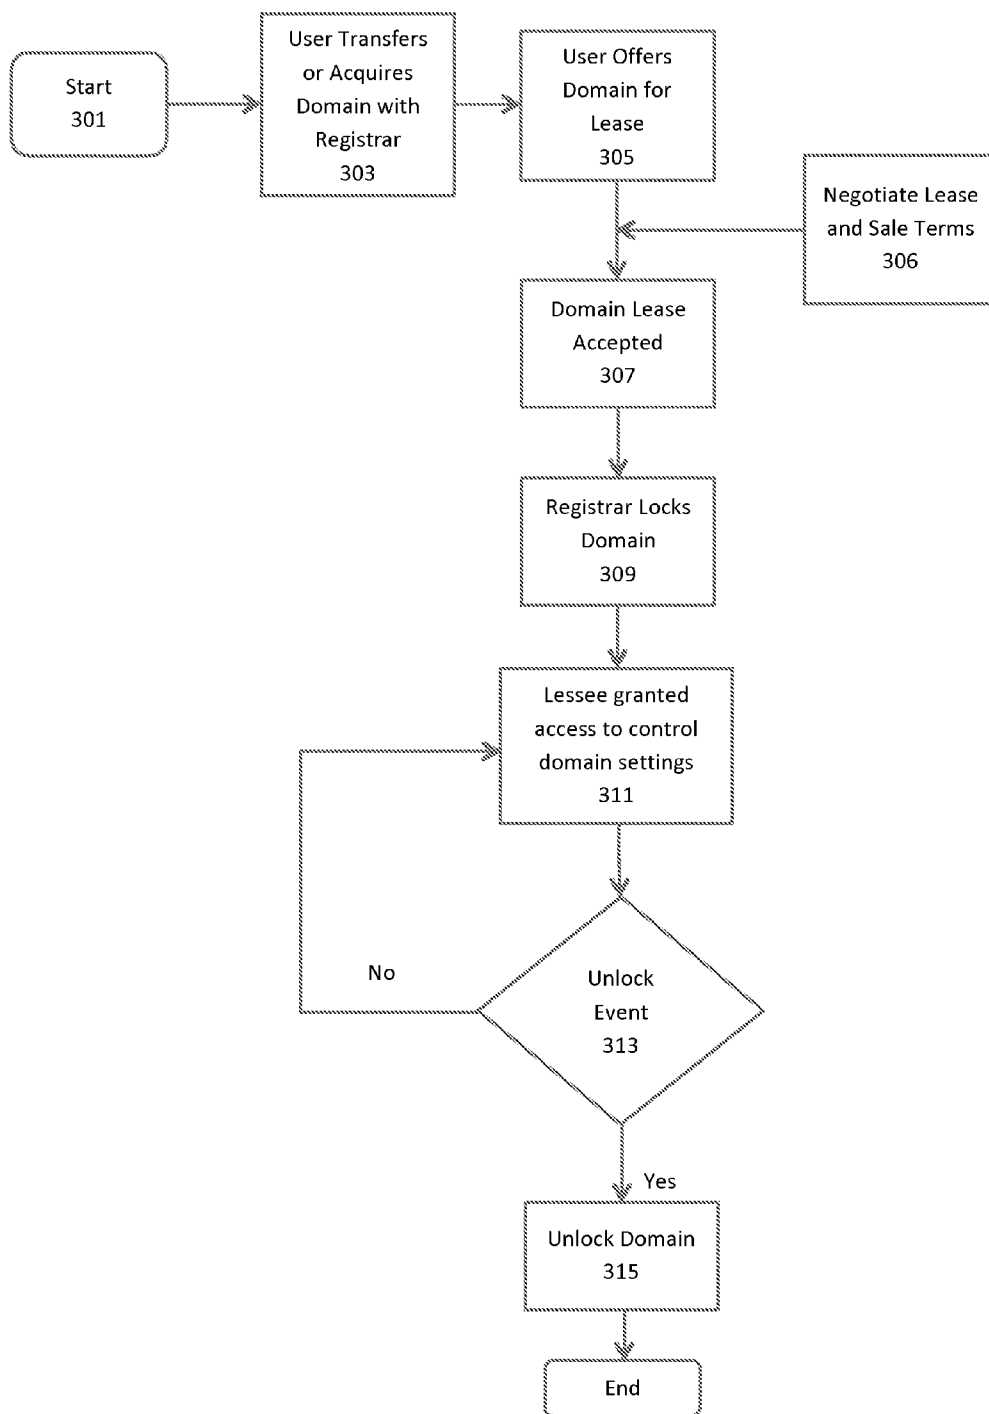 Start
301
User Transfers
or Acquires
Domain with
Registrar
303
User Offers
Domain for
Lease
305
Negotiate Lease
and Sale Terms
306
Domain Lease
Accepted
307
Registrar Locks
Domain
309
Lessee granted
access to control
domain settings
311
No
Unlock
Event
313
Yes
Unlock Domain
315
End